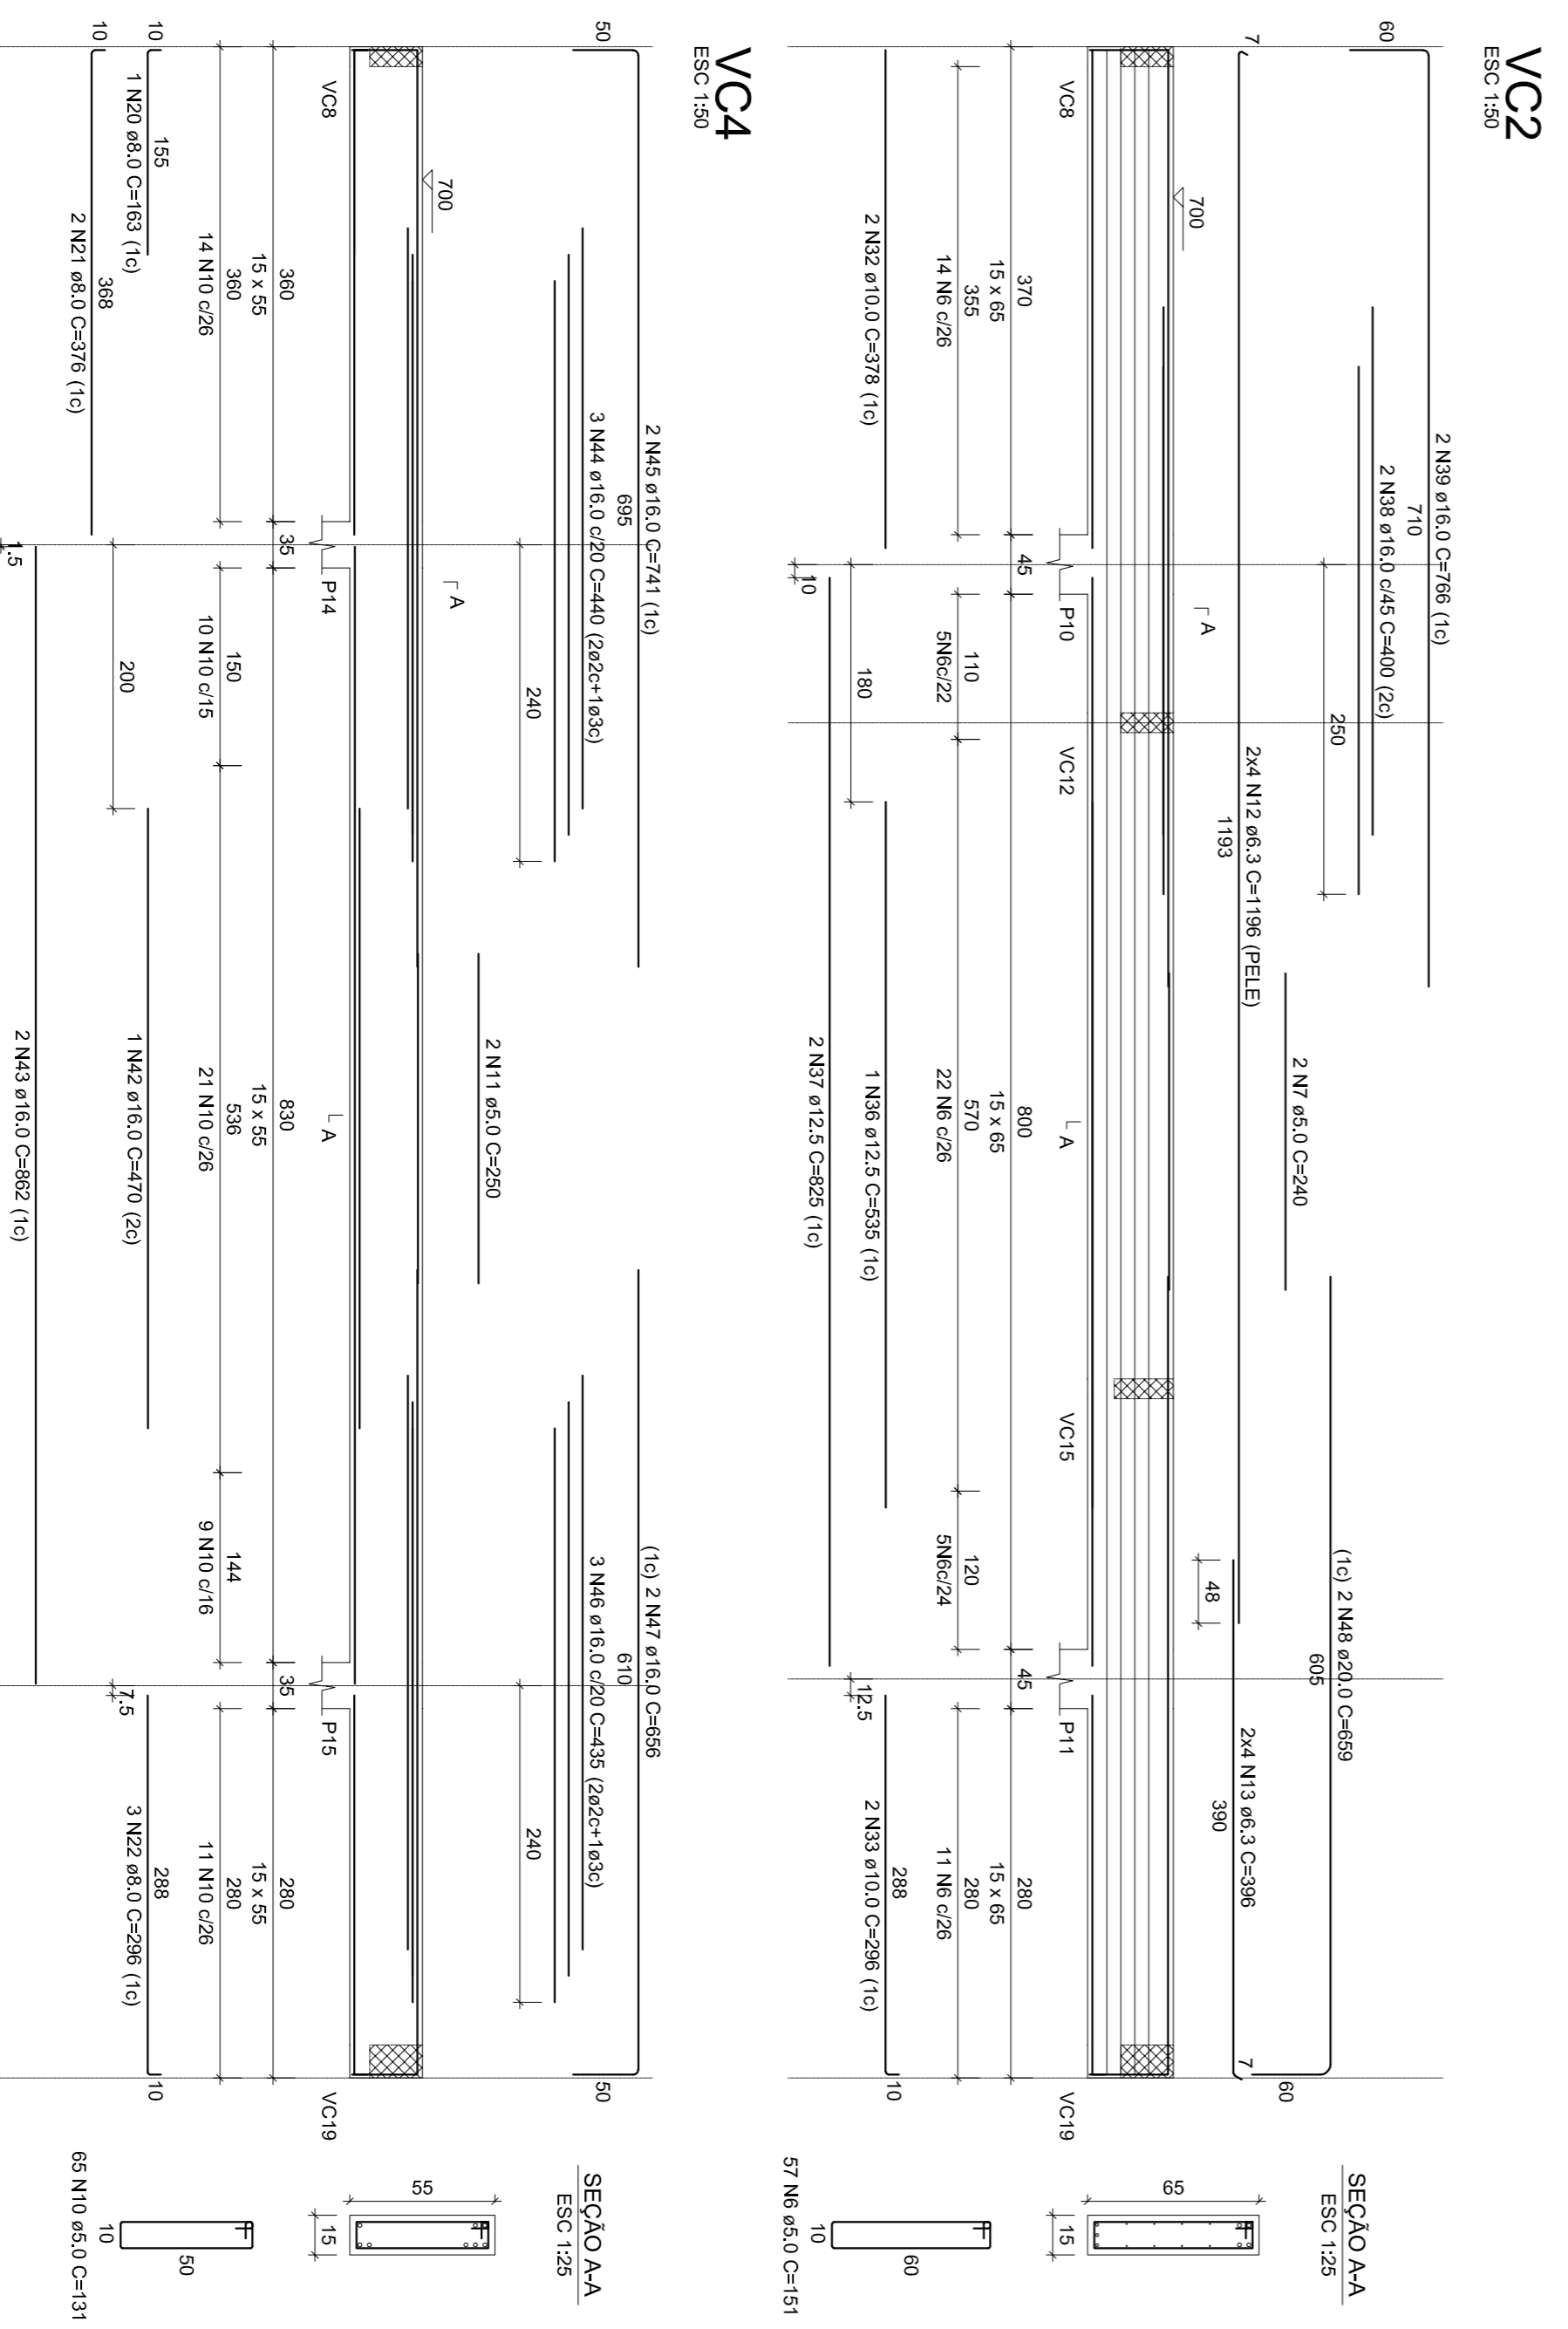 VC2
ESC 1:50
2 N39 ø16.0 C=766 (1c)
710
60
2 N38 ø16.0 c/45 C=400 (2c)
250
(1c) 2 N48 ø20.0 C=659
605
60
2 N7 ø5.0 C=240
2x4 N12 ø6.3 C=1196 (PELE)
1193
7
48
2x4 N13 ø6.3 C=396
390
7
700
A
A
VC8
P10
VC12
VC15
P11
VC19
370
15 x 65
45
800
15 x 65
45
280
15 x 65
355
14 N6 c/26
110
5N6c/22
570
22 N6 c/26
120
5N6c/24
280
11 N6 c/26
2 N32 ø10.0 C=378 (1c)
180
1 N36 ø12.5 C=535 (1c)
12.5
288
2 N33 ø10.0 C=296 (1c)
10
10
2 N37 ø12.5 C=825 (1c)
SEÇÃO A-A
ESC 1:25
65
15
60
10
57 N6 ø5.0 C=151
VC4
ESC 1:50
2 N45 ø16.0 C=741 (1c)
695
50
3 N44 ø16.0 c/20 C=440 (2ø2c+1ø3c)
240
(1c) 2 N47 ø16.0 C=656
610
50
3 N46 ø16.0 c/20 C=435 (2ø2c+1ø3c)
240
2 N11 ø5.0 C=250
700
A
A
VC8
P14
P15
VC19
360
15 x 55
35
830
15 x 55
35
280
15 x 55
360
14 N10 c/26
150
10 N10 c/15
536
21 N10 c/26
144
9 N10 c/16
280
11 N10 c/26
10
155
1 N20 ø8.0 C=163 (1c)
200
1 N42 ø16.0 C=470 (2c)
7.5
288
3 N22 ø8.0 C=296 (1c)
10
10
368
2 N21 ø8.0 C=376 (1c)
1.5
2 N43 ø16.0 C=862 (1c)
SEÇÃO A-A
ESC 1:25
55
15
50
10
65 N10 ø5.0 C=131